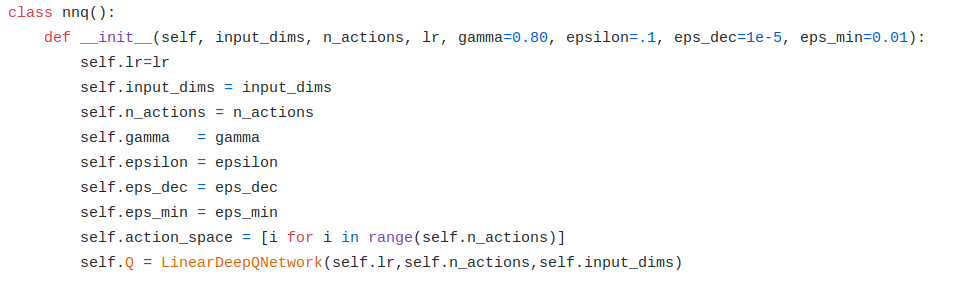 class nnq():
    def __init__(self, input_dims, n_actions, lr, gamma=0.80, epsilon=.1, eps_dec=1e-5, eps_min=0.01):
        self.lr=lr
        self.input_dims = input_dims
        self.n_actions = n_actions
        self.gamma   = gamma
        self.epsilon = epsilon
        self.eps_dec = eps_dec
        self.eps_min = eps_min
        self.action_space = [i for i in range(self.n_actions)]
        self.Q = LinearDeepQNetwork(self.lr,self.n_actions,self.input_dims)